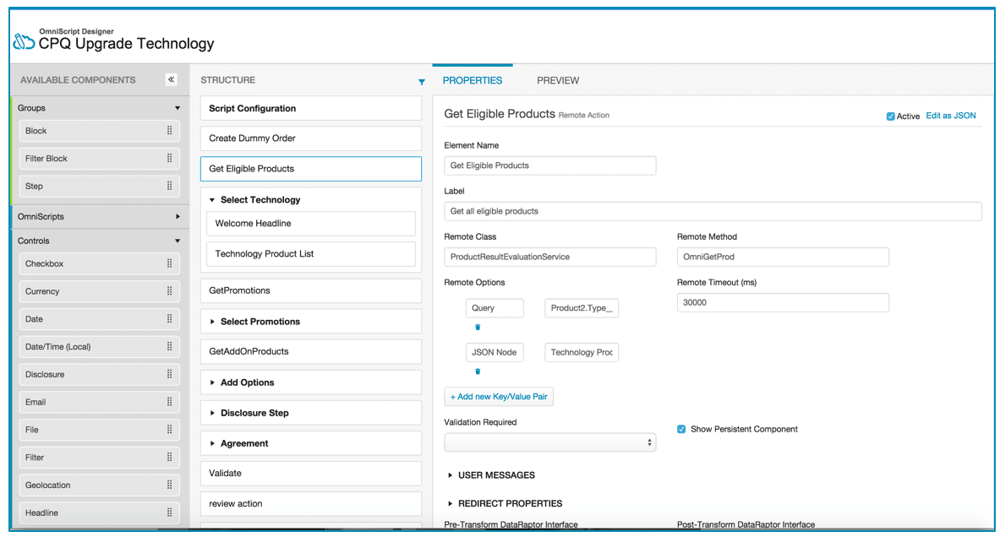 OmniScript Designer
CPQ Upgrade Technology
AVAILABLE COMPONENTS
«
Groups
Block
Filter Block
Step
OmniScripts
Controls
Checkbox
Currency
Date
Date/Time (Local)
Disclosure
Email
File
Filter
Geolocation
Headline
STRUCTURE
Script Configuration
Create Dummy Order
Get Eligible Products
Select Technology
Welcome Headline
Technology Product List
GetPromotions
Select Promotions
GetAddOnProducts
Add Options
Disclosure Step
Agreement
Validate
review action
PROPERTIES PREVIEW
Get Eligible Products Remote Action
Active Edit as JSON
Element Name
Get Eligible Products
Label
Get all eligible products
Remote Class Remote Method
ProductResultEvaluationService OmniGetProd
Remote Options Remote Timeout (ms)
30000
Query Product2.Type__
JSON Node Technology Proc
+ Add new Key/Value Pair
Validation Required
Show Persistent Component
USER MESSAGES
REDIRECT PROPERTIES
Pre-Transform DataRaptor Interface Post-Transform DataRaptor Interface